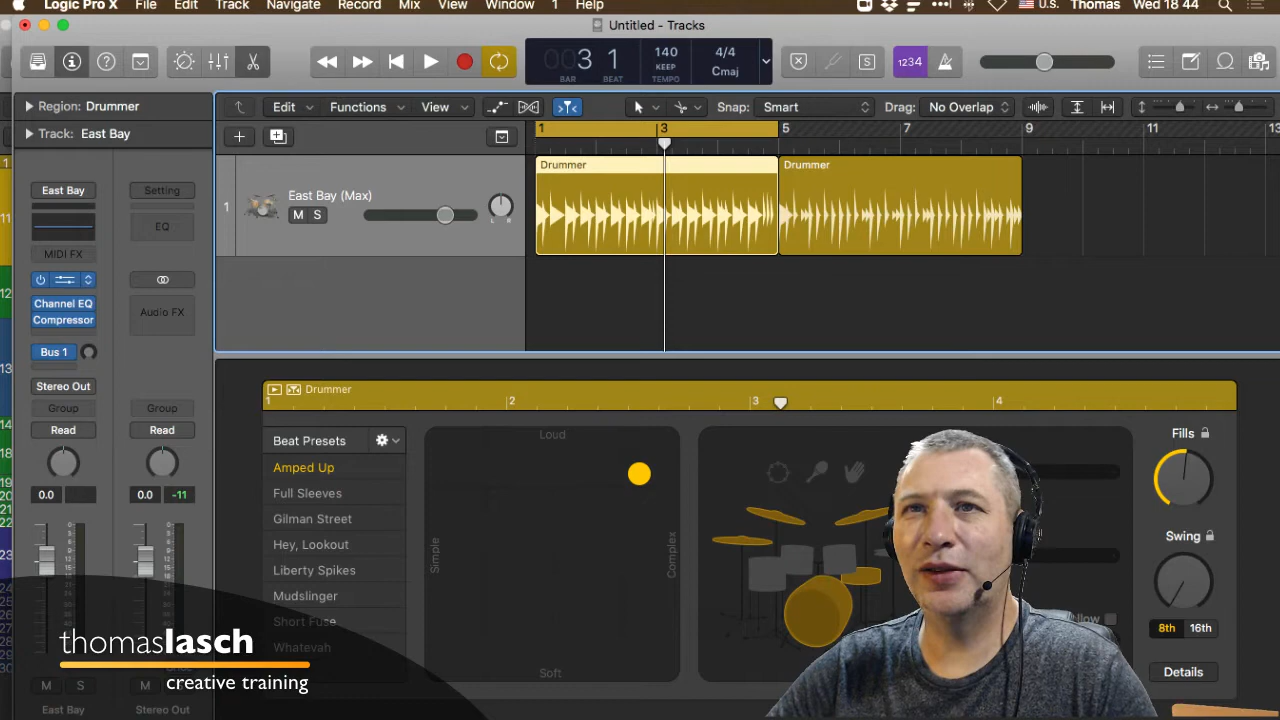 Logic Pro X File Edit Track Navigate Record Mix View Window 1 Help U.S. Thomas Wed 18 44
Untitled - Tracks
3 1 140 4/4
KEEP Cmaj
BAR BEAT TEMPO
1234
S
Region: Drummer
Edit Functions View Snap: Smart Drag: No Overlap
Track: East Bay
1 3 5 7 9 11 13
Drummer Drummer
1
East Bay (Max)
M S
L R
East Bay Setting
EQ
MIDI FX
Channel EQ
Compressor
Audio FX
Bus 1
Stereo Out
Group Group
Read Read
0.0 0.0 -11
Drummer
1 2 3 4
Beat Presets
Amped Up
Full Sleeves
Gilman Street
Hey, Lookout
Liberty Spikes
Mudslinger
Short Fuse
Whatevah
Loud
Simple
Complex
Soft
Fills
Swing
8th 16th
Details
thomaslasch
creative training
M S M
East Bay Stereo Out